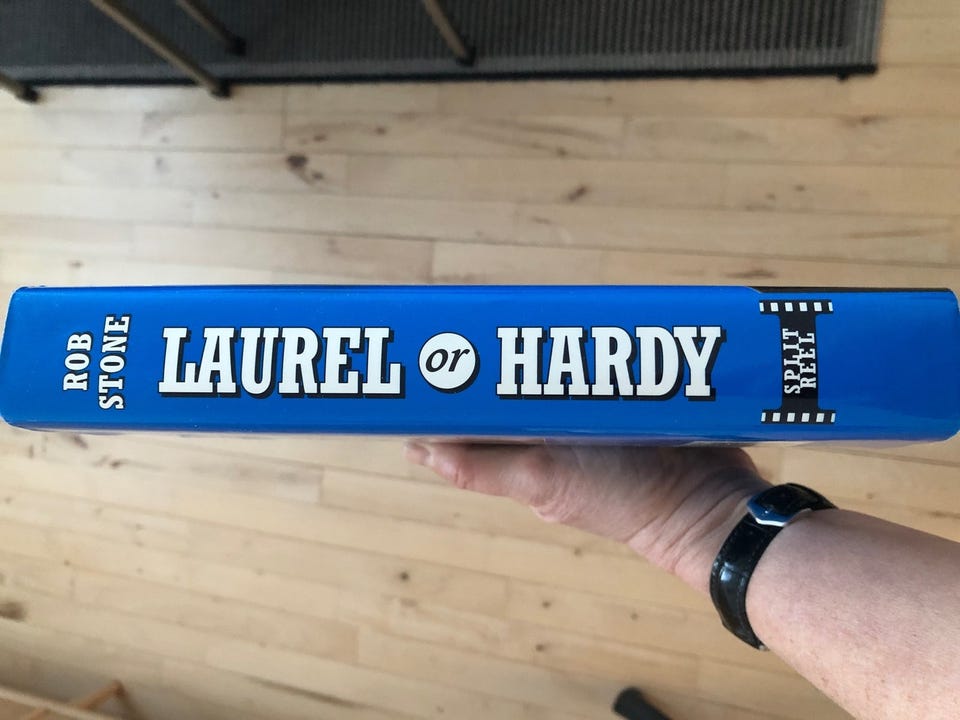 ROB
STONE
LAUREL or HARDY
SPLIT
REEL